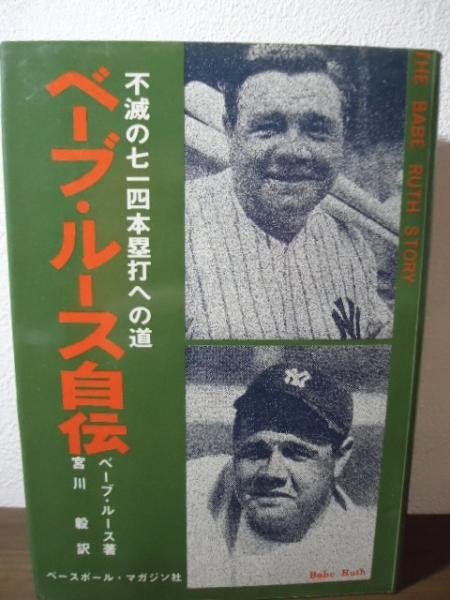 THE BABE RUTH STORY
不滅の七一四本塁打への道
ベーブ・ルース自伝
ベーブ・ルース著
宮川 毅訳
ベースボール・マガジン社
NY
NY
Babe Ruth